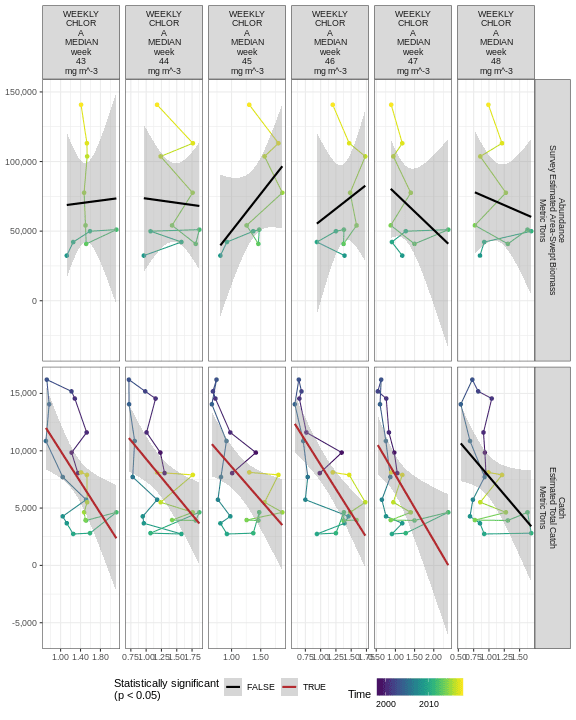 WEEKLY
CHLOR
A
MEDIAN
week
43
mg m^-3
WEEKLY
CHLOR
A
MEDIAN
week
44
mg m^-3
WEEKLY
CHLOR
A
MEDIAN
week
45
mg m^-3
WEEKLY
CHLOR
A
MEDIAN
week
46
mg m^-3
WEEKLY
CHLOR
A
MEDIAN
week
47
mg m^-3
WEEKLY
CHLOR
A
MEDIAN
week
48
mg m^-3
150,000
100,000
50,000
0
Abundance
Survey Estimated Area-Swept Biomass
Metric Tons
15,000
10,000
5,000
0
-5,000
Catch
Estimated Total Catch
Metric Tons
1.00 1.40 1.80
0.75 1.00 1.25 1.50 1.75
1.00 1.50
0.75 1.00 1.25 1.50 1.75
0.50 1.00 1.50 2.00
0.50 0.75 1.00 1.25 1.50
Statistically significant
(p < 0.05)
FALSE
TRUE
Time
2000 2010